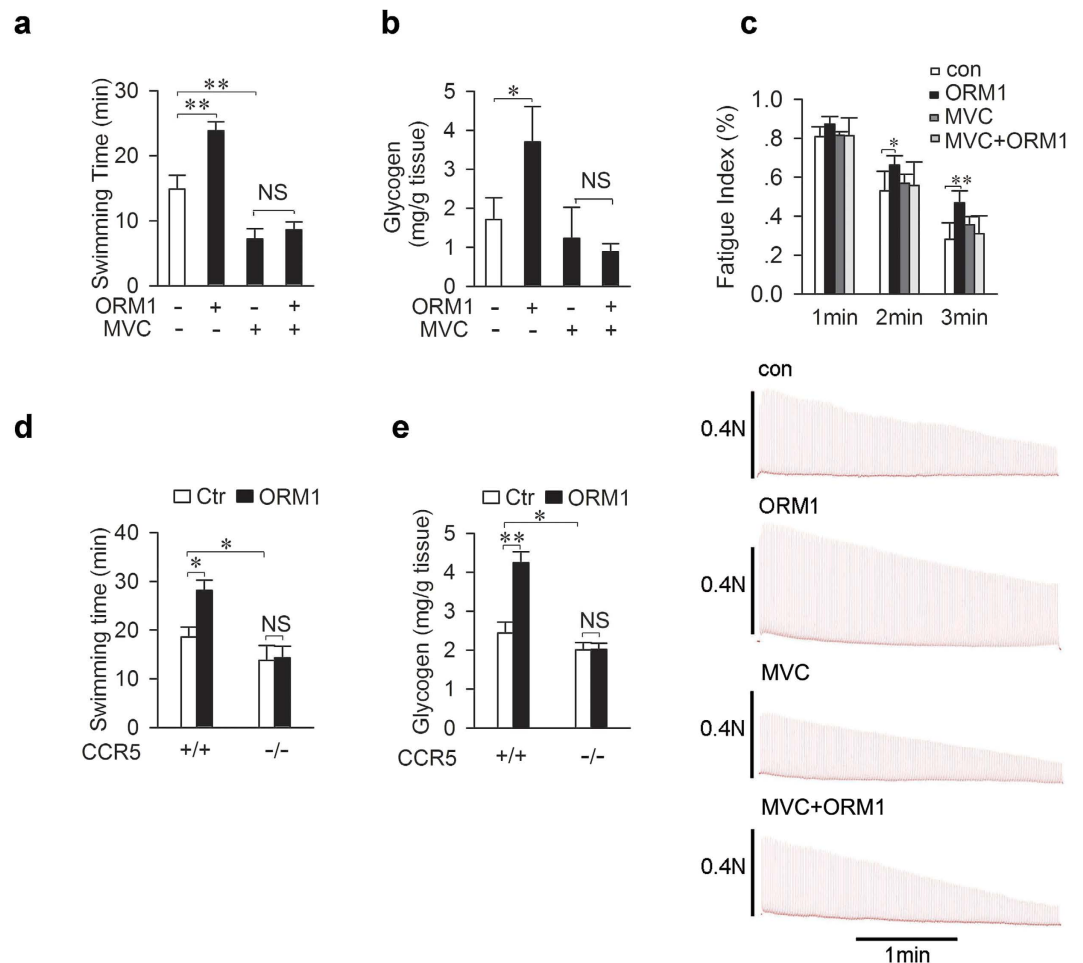 a
Swimming Time (min)
30
20
10
0
**
**
NS
ORM1 - + - +
MVC - - + +
b
Glycogen
(mg/g tissue)
5
4
3
2
1
0
*
NS
ORM1 - + - +
MVC - - + +
c
con
ORM1
MVC
MVC+ORM1
Fatigue Index (%)
1.0
.8
.6
.4
.2
0.0
*
**
1min 2min 3min
con
0.4N
ORM1
0.4N
MVC
0.4N
MVC+ORM1
0.4N
1min
d
Ctr ORM1
Swimming time (min)
40
30
20
10
0
*
*
NS
CCR5 +/+ -/-
e
Ctr ORM1
Glycogen (mg/g tissue)
5
4
3
2
1
0
*
**
NS
CCR5 +/+ -/-